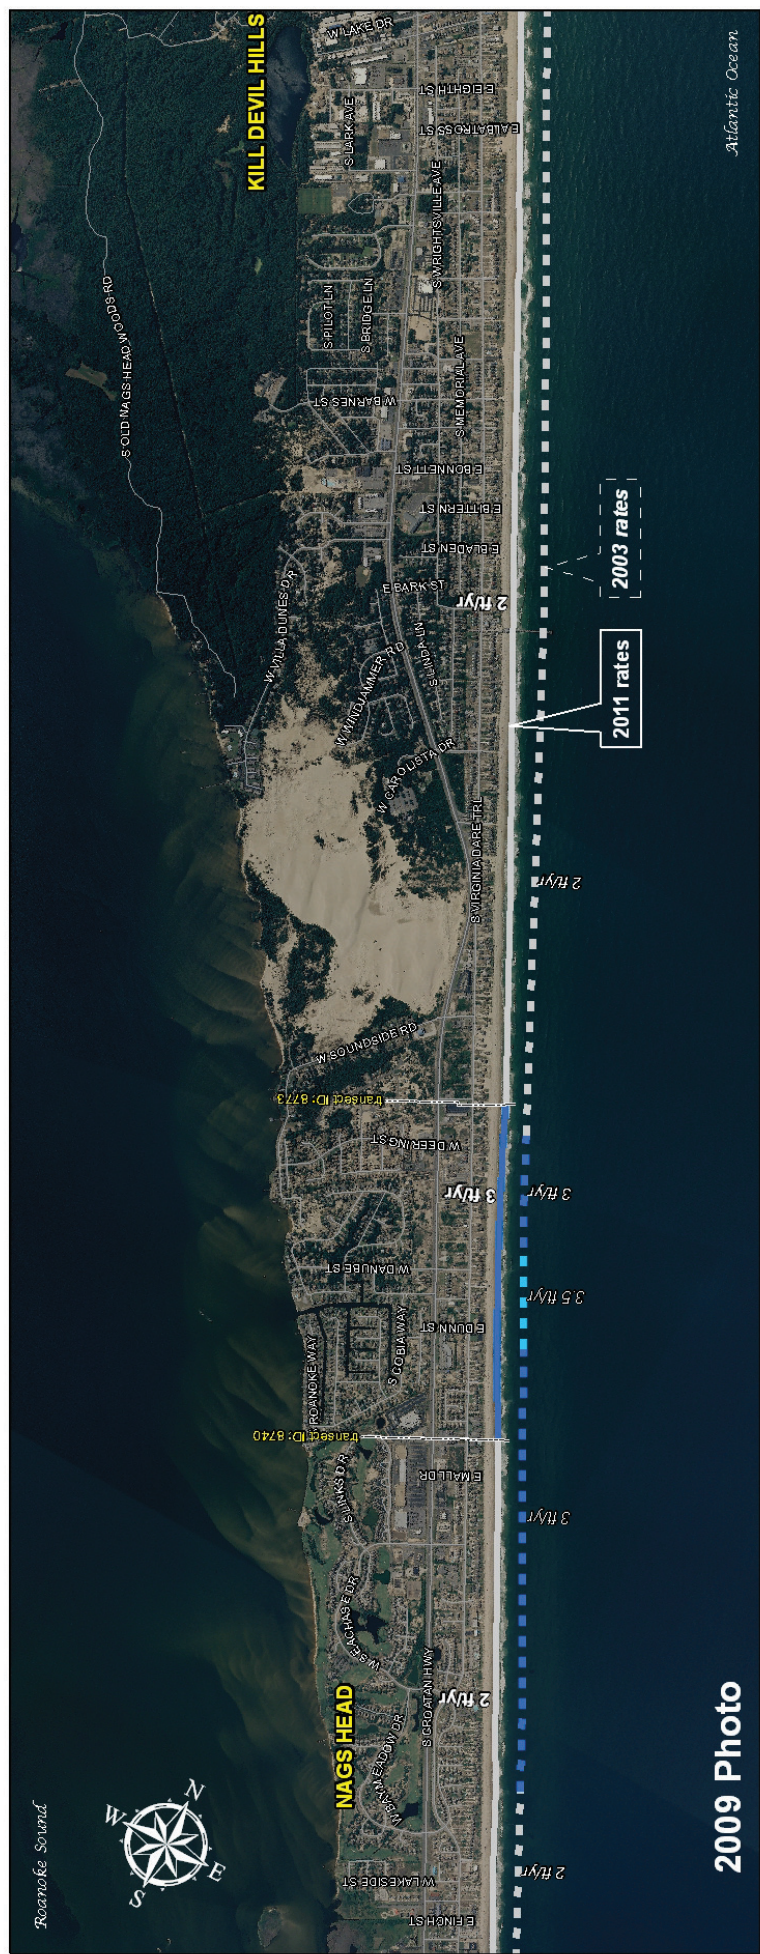 KILL DEVIL HILLS
W LAKE DR
E EIGHTH ST
S LARK AVE
E ALBATROSS ST
Atlantic Ocean
S WRIGHTSVILLE AVE
S OLD NAGS HEAD WOODS RD
S PILOT LN
S BRIDGE LN
S MEMORIAL AVE
W BARNES ST
E BONNETT ST
E BITTERN ST
E BLADEN ST
2003 rates
E BARK ST
2 ft/yr
W VILLA DUNES DR
S LINDA LN
W WINDJAMMER RD
2011 rates
W CAROLISTA DR
S VIRGINIA DARE TRL
2 ft/yr
W SOUNDSIDE RD
transect ID: 8773
W DEERING ST
3 ft/yr
3 ft/yr
W DANUBE ST
3.5 ft/yr
E DUNN ST
S COBIA WAY
ROANOKE WAY
transect ID: 8740
E MALL DR
S LINKS DR
3 ft/yr
W SEACHASE DR
S CROATAN HWY
2 ft/yr
NAGS HEAD
W BAYMEADOW DR
2009 Photo
Roanoke Sound
N
W
E
S
2 ft/yr
W LAKESIDE ST
E FINCH ST